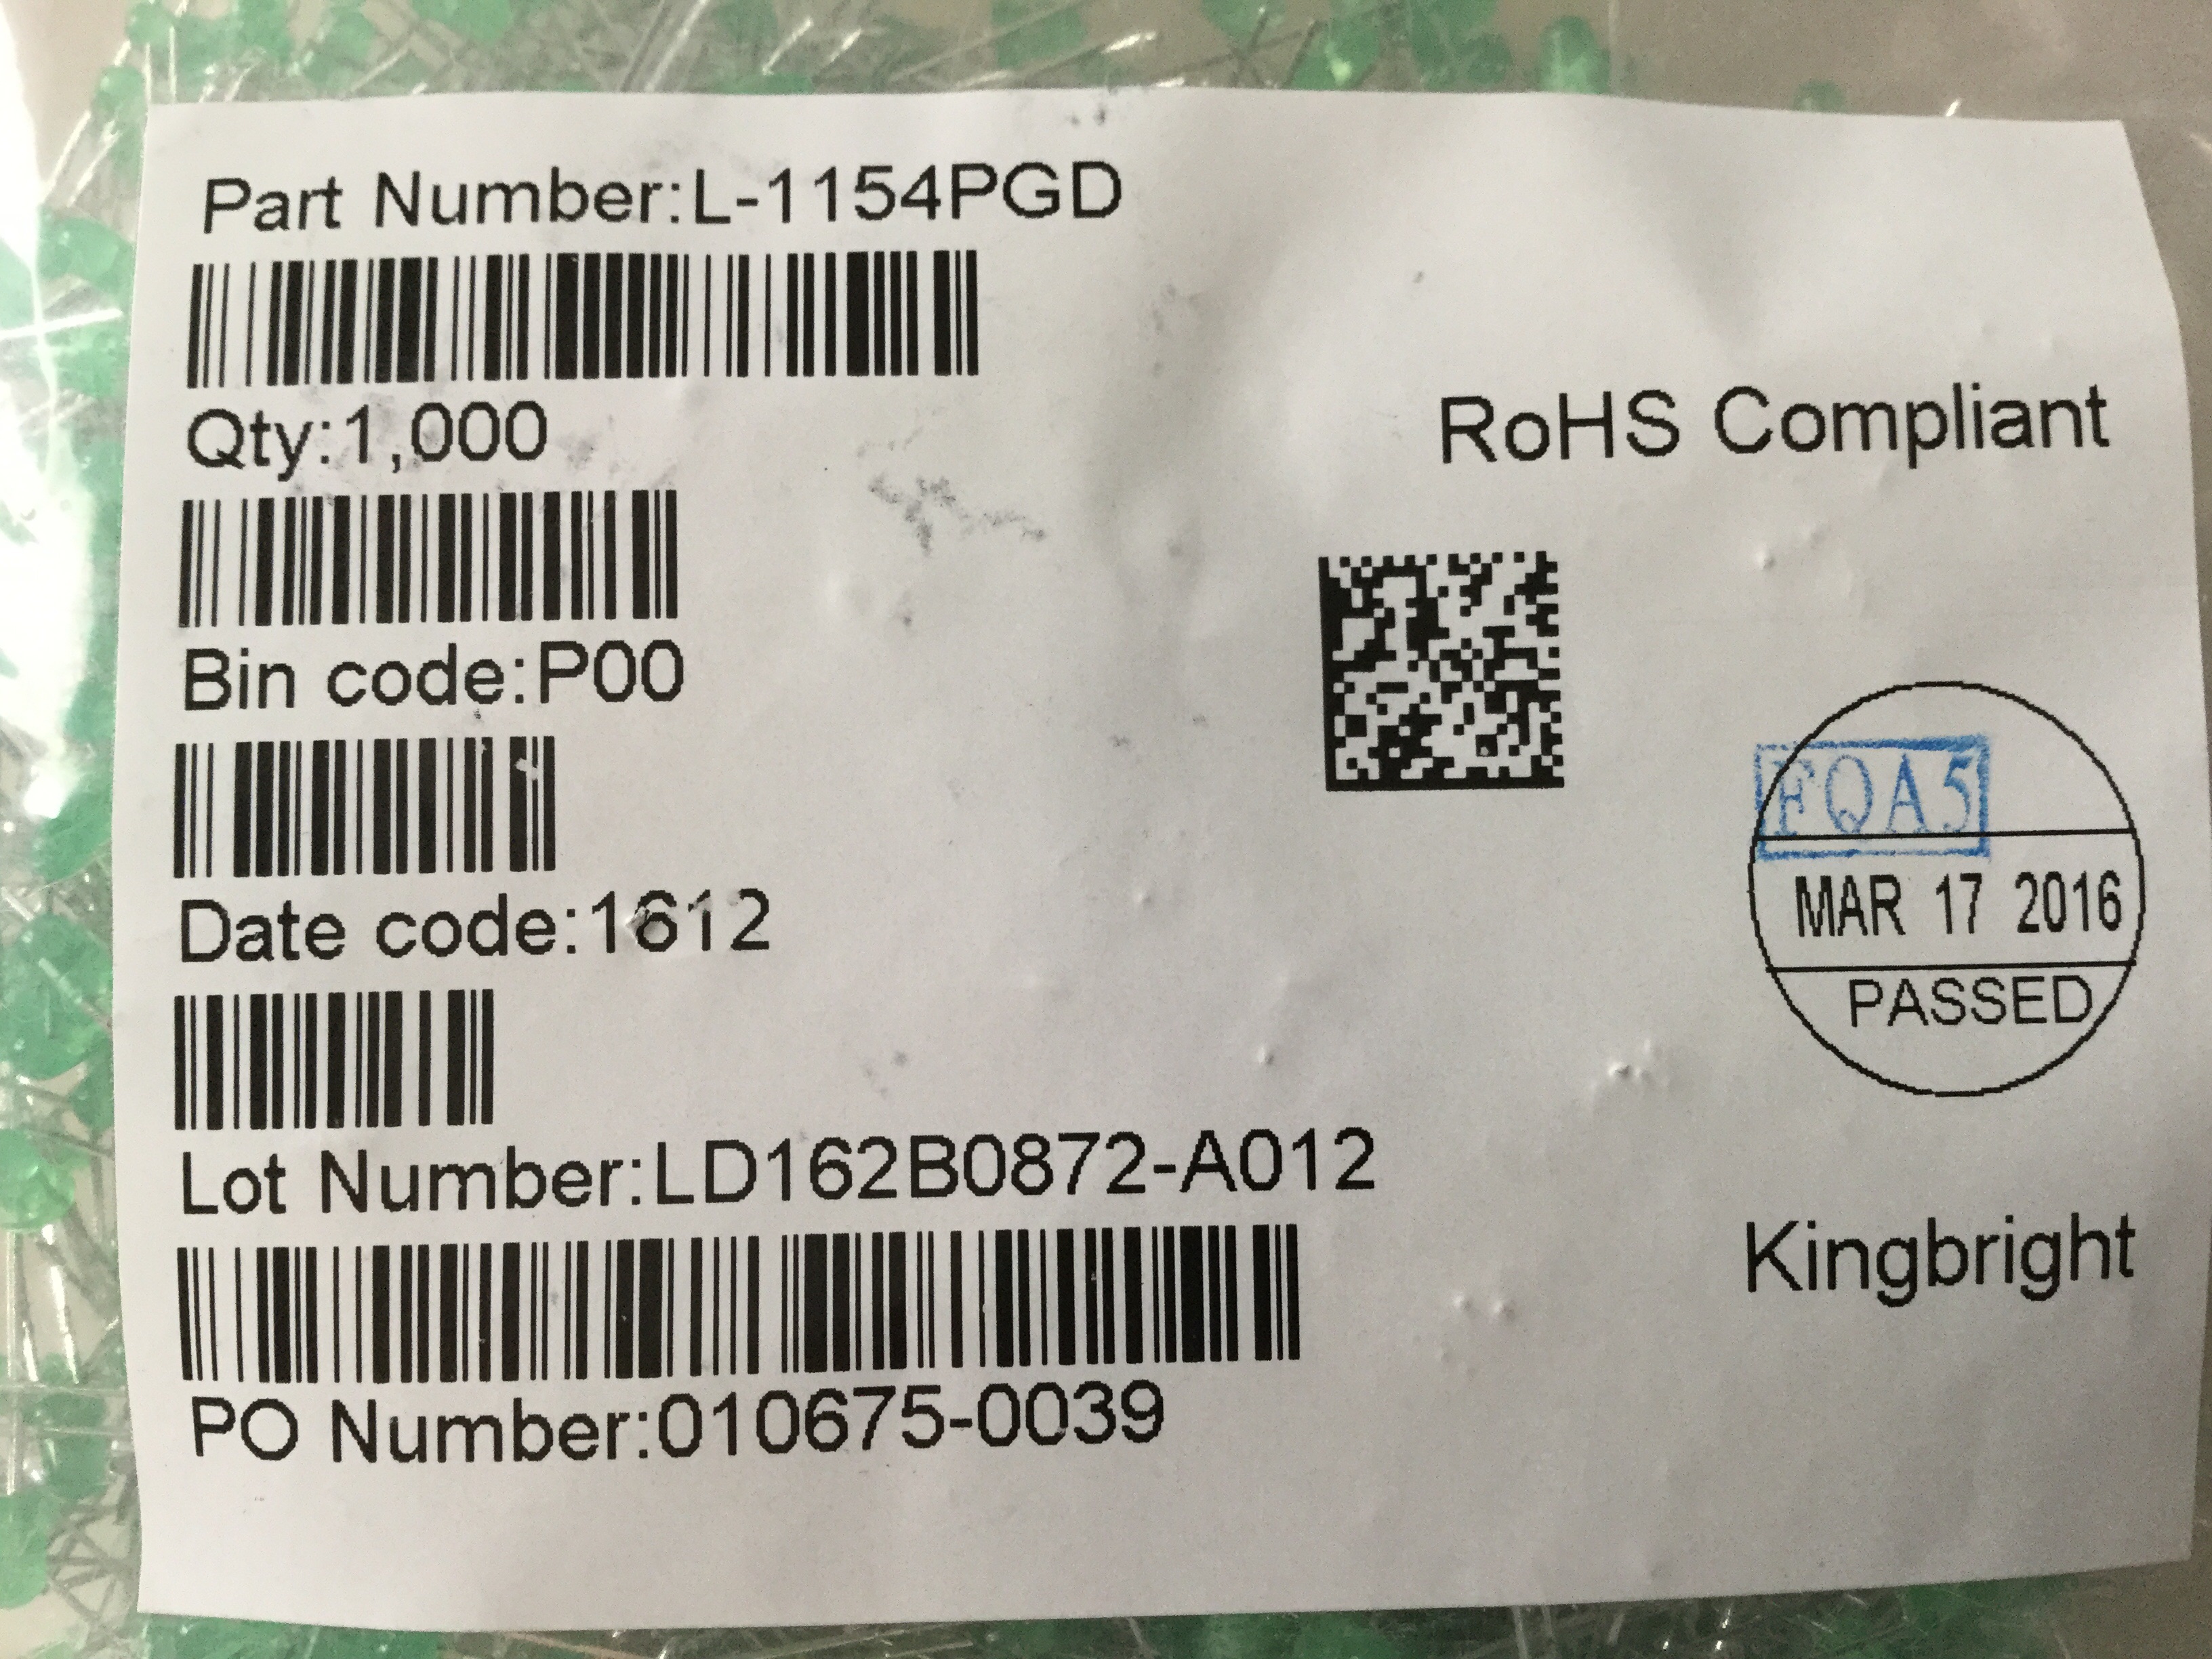 Part Number:L-1154PGD
Qty:1,000
RoHS Compliant
Bin code:P00
FQA5
Date code:1612
MAR 17 2016
PASSED
Lot Number:LD162B0872-A012
Kingbright
PO Number:010675-0039